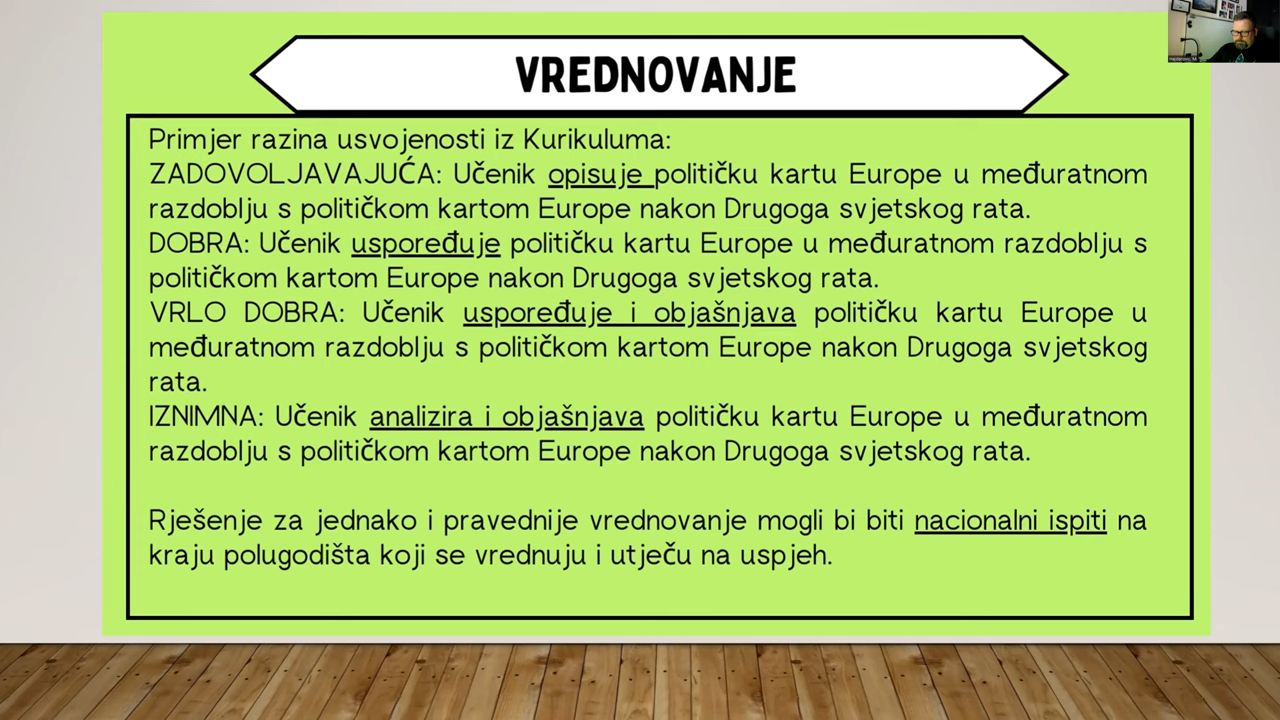 VREDNOVANJE
Primjer razina usvojenosti iz Kurikuluma:
ZADOVOLJAVAJUĆA: Učenik opisuje političku kartu Europe u međuratnom
razdoblju s političkom kartom Europe nakon Drugoga svjetskog rata.
DOBRA: Učenik uspoređuje političku kartu Europe u međuratnom razdoblju s
političkom kartom Europe nakon Drugoga svjetskog rata.
VRLO DOBRA: Učenik uspoređuje i objašnjava političku kartu Europe u
međuratnom razdoblju s političkom kartom Europe nakon Drugoga svjetskog
rata.
IZNIMNA: Učenik analizira i objašnjava političku kartu Europe u međuratnom
razdoblju s političkom kartom Europe nakon Drugoga svjetskog rata.
Rješenje za jednako i pravednije vrednovanje mogli bi biti nacionalni ispiti na
kraju polugodišta koji se vrednuju i utječu na uspjeh.